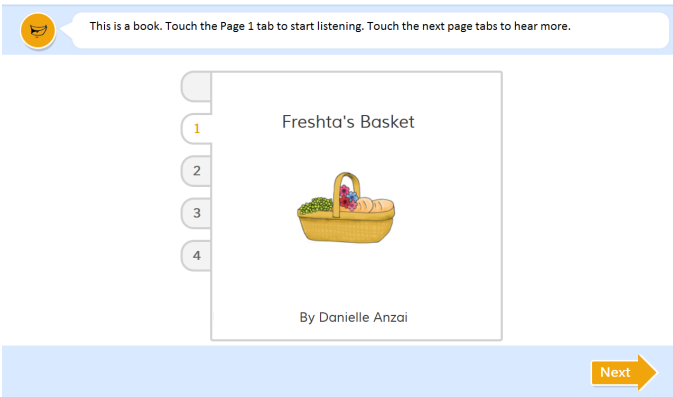 This is a book. Touch the Page 1 tab to start listening. Touch the next page tabs to hear more.
Freshta's Basket
1
2
3
4
By Danielle Anzai
Next